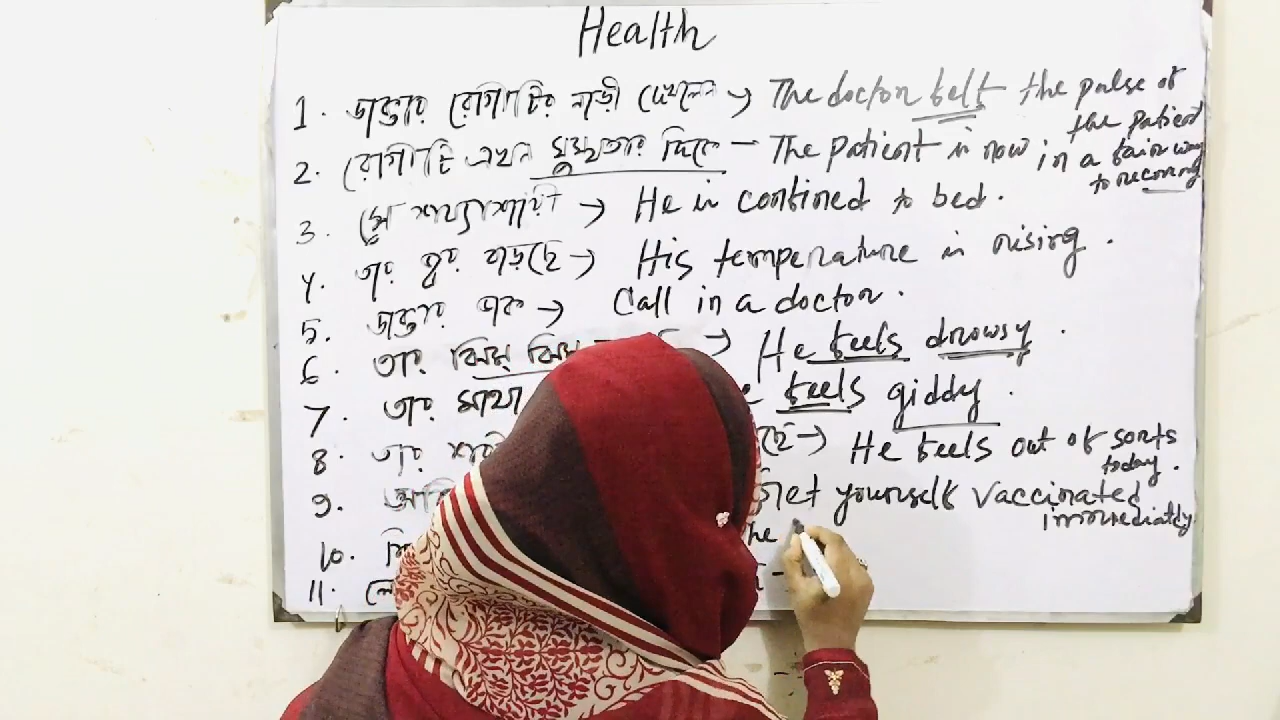 Health
1. ডাক্তার রোগীটির নাড়ী দেখলেন → The doctor felt the pulse of the patient
2. রোগীটি এখন সুস্থতার দিকে — The patient is now in a fair way to recovery
3. সে শয্যাশায়ী → He is confined to bed.
4. তার জ্বর বাড়ছে → His temperature is rising.
5. ডাক্তার ডাক → Call in a doctor.
6. তার ঝিম ঝিম → He feels drowsy.
7. তার মাথা feels giddy.
8. তার ছে → He feels out of sorts today.
9. Get yourself vaccinated immediately
10. he
11.